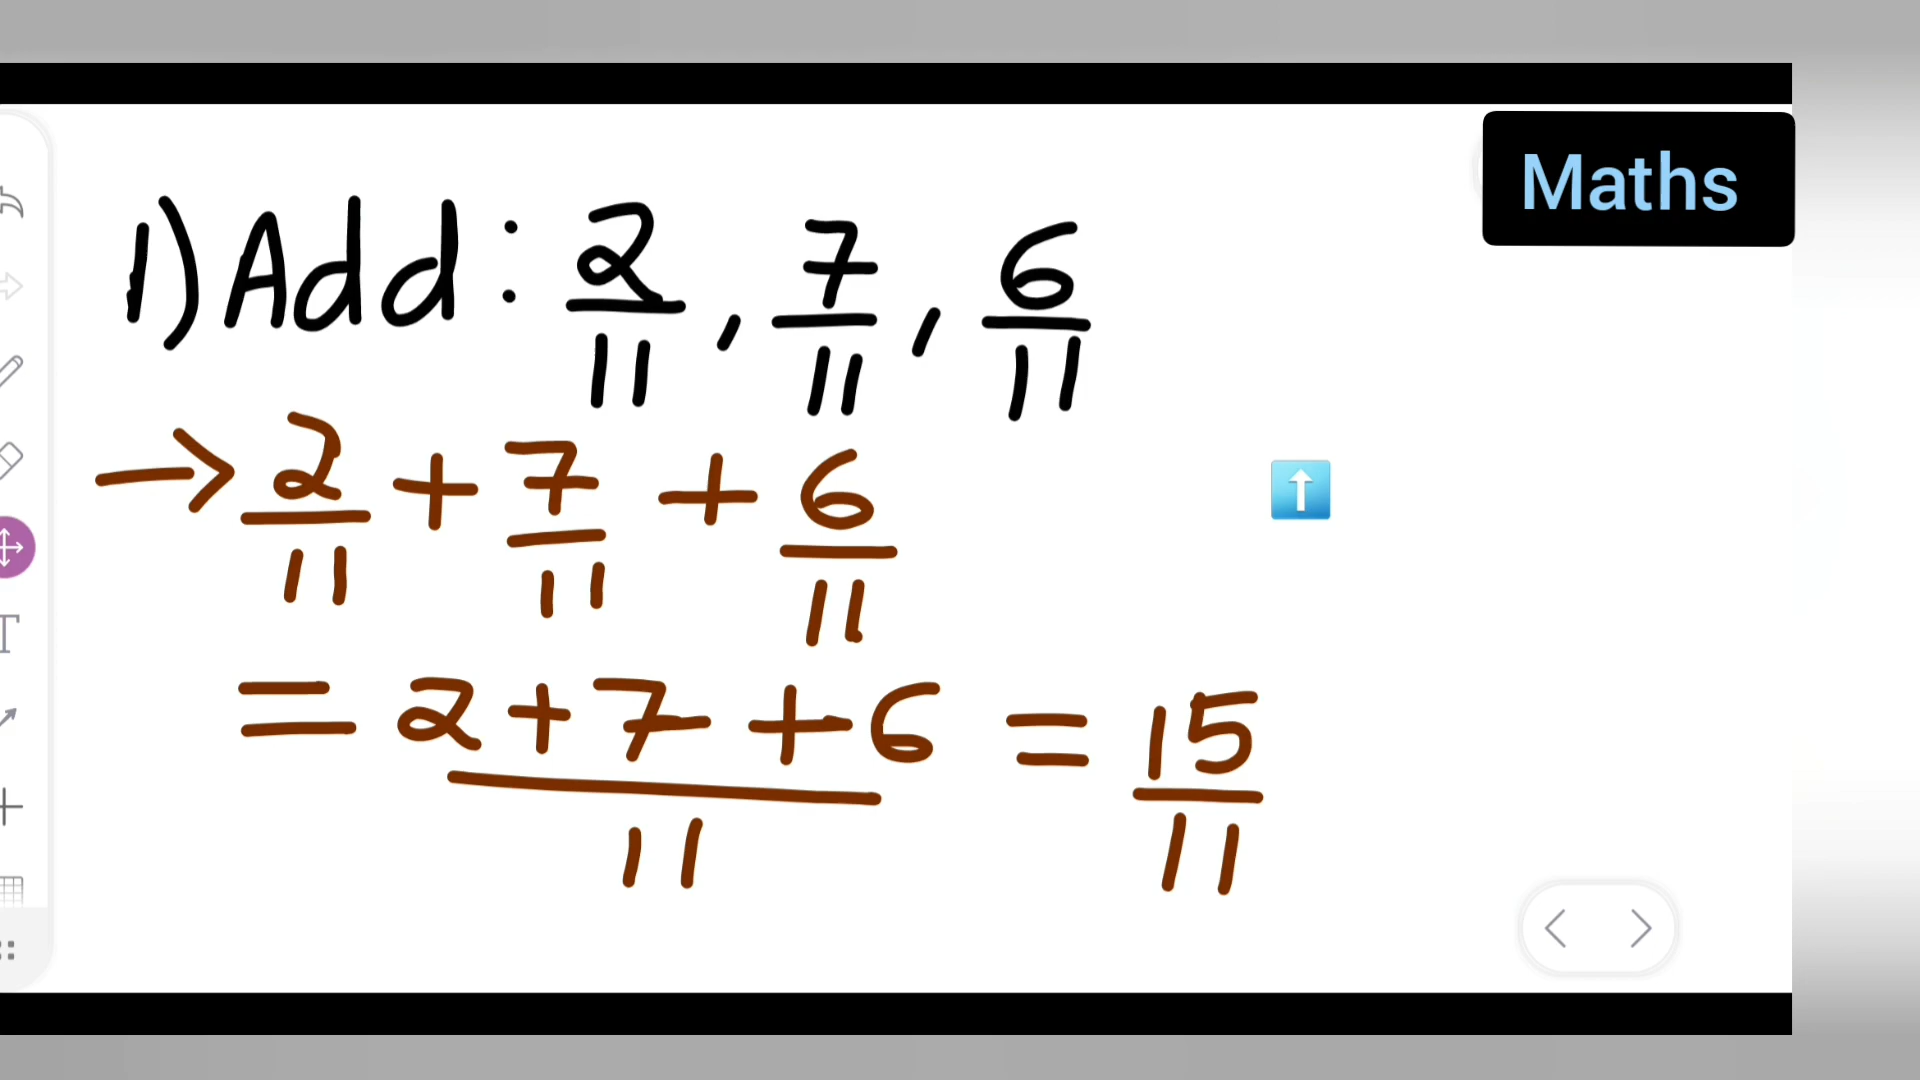 Maths
1) Add : 2/11 , 7/11 , 6/11
→ 2/11 + 7/11 + 6/11
= 2+7+6/11 = 15/11